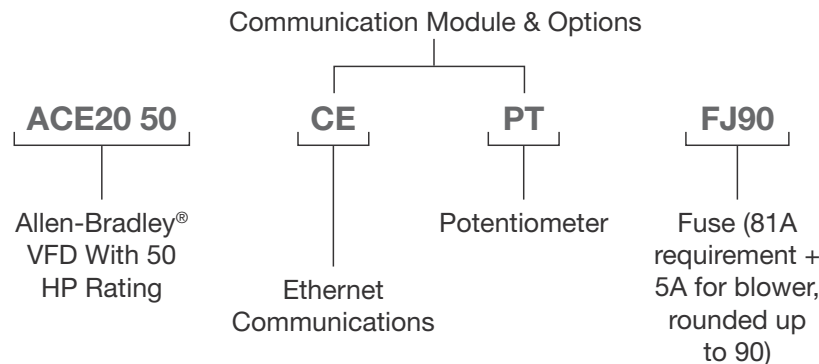 Communication Module & Options
ACE20 50 CE PT FJ90
Allen-Bradley®
VFD With 50
HP Rating
Ethernet
Communications
Potentiometer
Fuse (81A
requirement +
5A for blower,
rounded up
to 90)